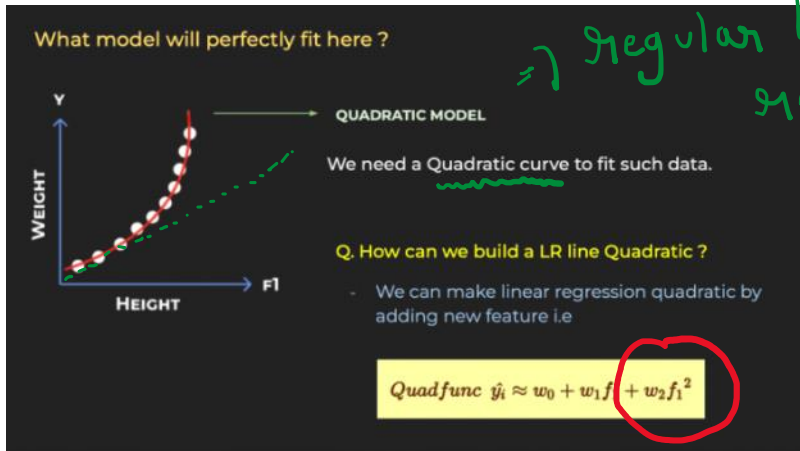 What model will perfectly fit here ?
⇒ regular
Y
QUADRATIC MODEL
We need a Quadratic curve to fit such data.
WEIGHT
Q. How can we build a LR line Quadratic ?
F1
HEIGHT
- We can make linear regression quadratic by
adding new feature i.e
Quadfunc ŷᵢ ≈ w₀ + w₁f + w₂f₁²